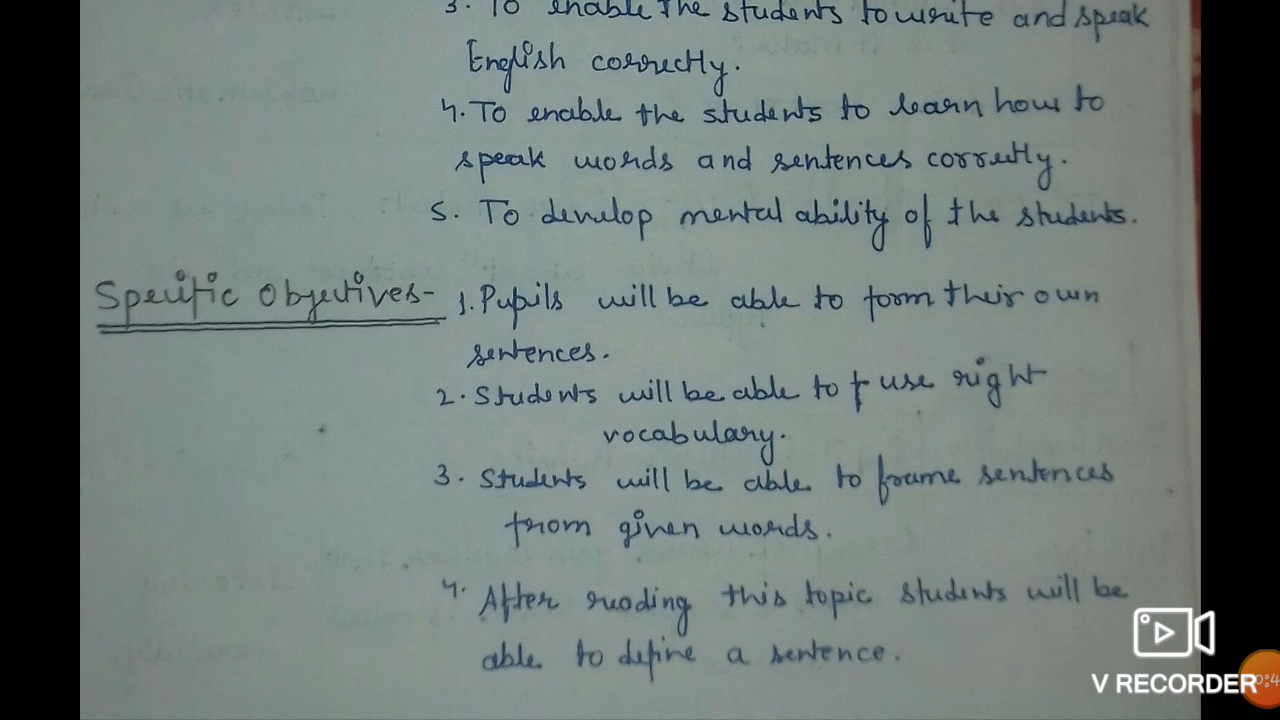 3. To enable the students to write and speak
English correctly.
4. To enable the students to learn how to
speak words and sentences correctly.
5. To develop mental ability of the students.
Specific Objectives- 1. Pupils will be able to form their own
sentences.
2. Students will be able to use right
vocabulary.
3. Students will be able to frame sentences
from given words.
4. After reading this topic students will be
able to define a sentence.
V RECORDER